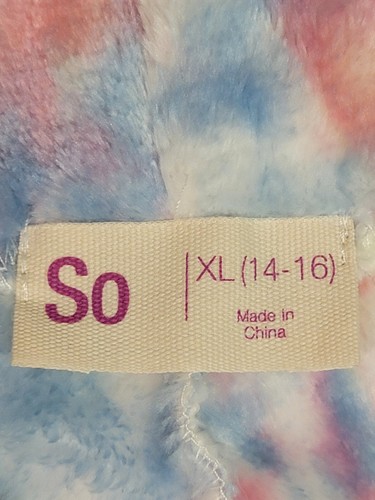 So
XL (14-16)
Made in
China